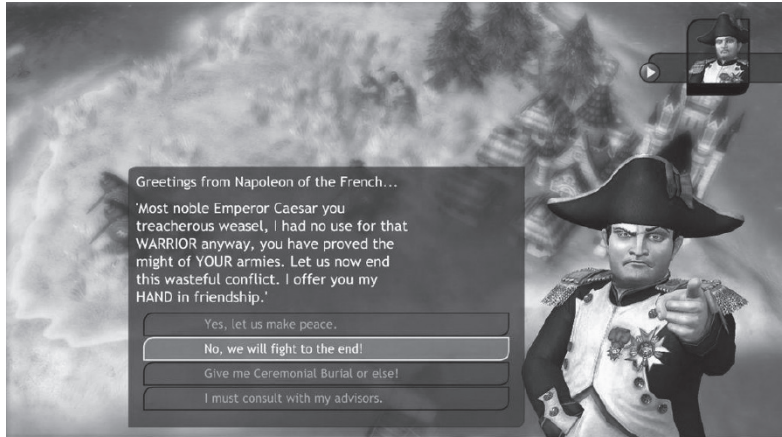 Greetings from Napoleon of the French...
'Most noble Emperor Caesar you
treacherous weasel, I had no use for that
WARRIOR anyway, you have proved the
might of YOUR armies. Let us now end
this wasteful conflict. I offer you my
HAND in friendship.'
Yes, let us make peace.
No, we will fight to the end!
Give me Ceremonial Burial or else!
I must consult with my advisors.